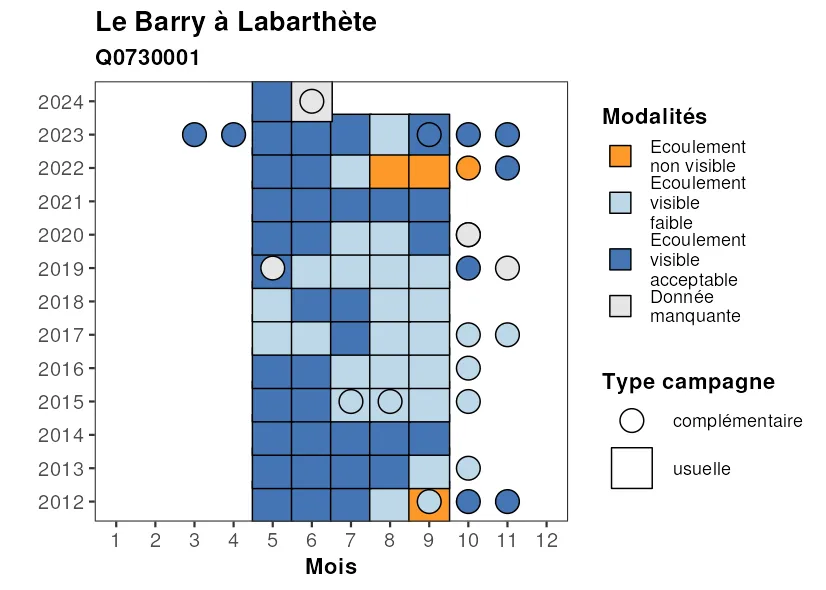 Le Barry à Labarthète
Q0730001
2024
2023
2022
2021
2020
2019
2018
2017
2016
2015
2014
2013
2012
1 2 3 4 5 6 7 8 9 10 11 12
Mois
Modalités
Ecoulement
non visible
Ecoulement
visible
faible
Ecoulement
visible
acceptable
Donnée
manquante
Type campagne
complémentaire
usuelle